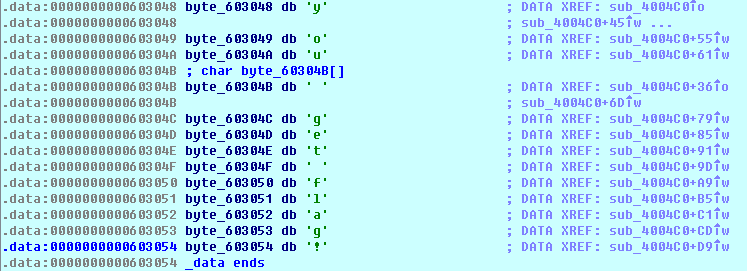 .data:0000000000603048 byte_603048 db 'y' ; DATA XREF: sub_4004C0↑o
.data:0000000000603048 ; sub_4004C0+45↑w ...
.data:0000000000603049 byte_603049 db 'o' ; DATA XREF: sub_4004C0+55↑w
.data:000000000060304A byte_60304A db 'u' ; DATA XREF: sub_4004C0+61↑w
.data:000000000060304B ; char byte_60304B[]
.data:000000000060304B byte_60304B db ' ' ; DATA XREF: sub_4004C0+36↑o
.data:000000000060304B ; sub_4004C0+6D↑w
.data:000000000060304C byte_60304C db 'g' ; DATA XREF: sub_4004C0+79↑w
.data:000000000060304D byte_60304D db 'e' ; DATA XREF: sub_4004C0+85↑w
.data:000000000060304E byte_60304E db 't' ; DATA XREF: sub_4004C0+91↑w
.data:000000000060304F byte_60304F db ' ' ; DATA XREF: sub_4004C0+9D↑w
.data:0000000000603050 byte_603050 db 'f' ; DATA XREF: sub_4004C0+A9↑w
.data:0000000000603051 byte_603051 db 'l' ; DATA XREF: sub_4004C0+B5↑w
.data:0000000000603052 byte_603052 db 'a' ; DATA XREF: sub_4004C0+C1↑w
.data:0000000000603053 byte_603053 db 'g' ; DATA XREF: sub_4004C0+CD↑w
.data:0000000000603054 byte_603054 db '!' ; DATA XREF: sub_4004C0+D9↑w
.data:0000000000603054 _data ends